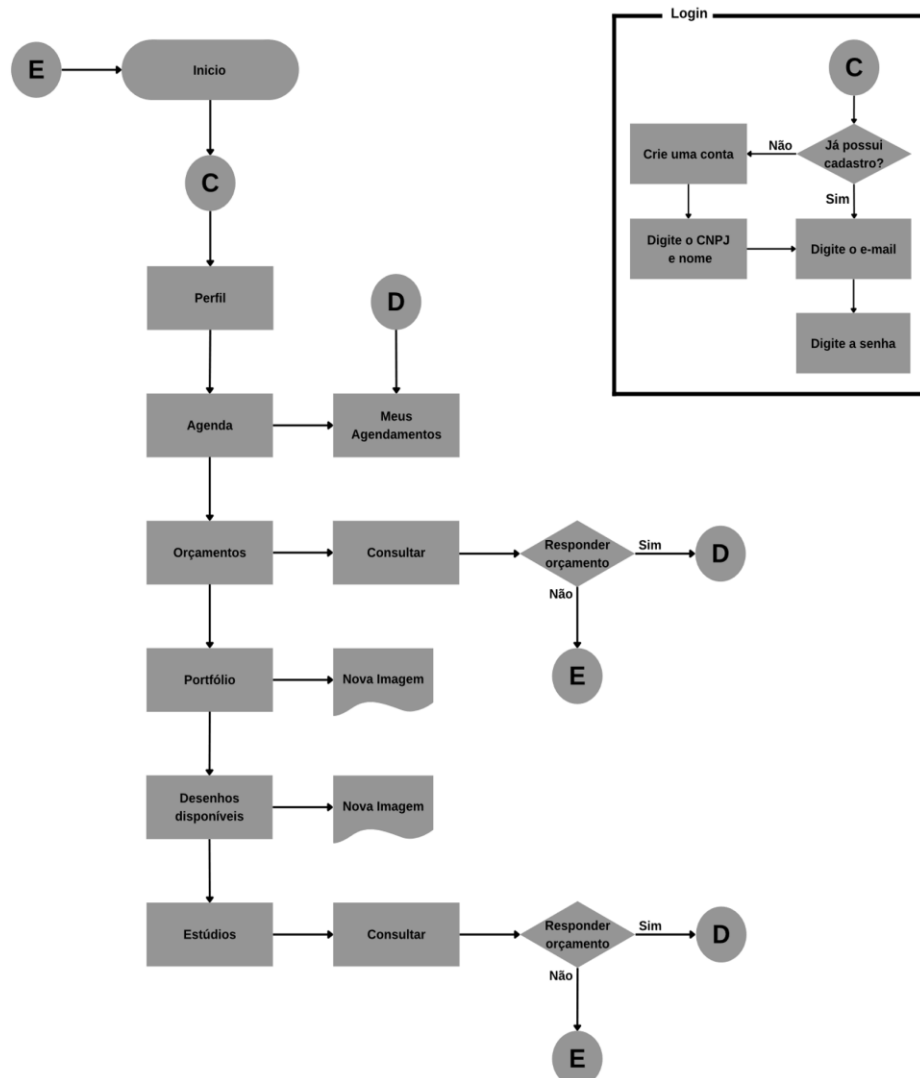 Login
E
Inicio
C
C
Já possui
cadastro?
Não
Sim
Crie uma conta
Digite o CNPJ
e nome
Digite o e-mail
Digite a senha
Perfil
D
Agenda
Meus
Agendamentos
Orçamentos
Consultar
Responder
orçamento
Sim
D
Não
E
Portfólio
Nova Imagem
Desenhos
disponíveis
Nova Imagem
Estúdios
Consultar
Responder
orçamento
Sim
D
Não
E